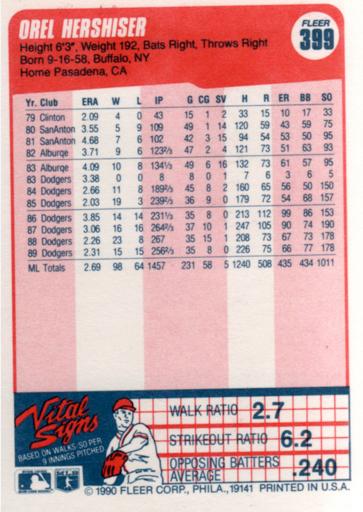 OREL HERSHISER
FLEER
399
Height 6'3", Weight 192, Bats Right, Throws Right
Born 9-16-58, Buffalo, NY
Home Pasadena, CA
Yr. Club ERA W L IP G CG SV H R ER BB SO
79 Clinton 2.09 4 0 43 15 1 2 33 15 10 17 33
80 SanAnton 3.55 5 9 109 49 1 14 120 59 43 59 75
81 SanAnton 4.68 7 6 102 42 3 15 94 54 53 50 95
82 Alburqe 3.71 9 6 123⅔ 47 2 4 121 73 51 63 93
83 Alburqe 4.09 10 8 134⅓ 49 6 16 132 73 61 57 95
83 Dodgers 3.38 0 0 8 8 0 1 7 6 3 6 5
84 Dodgers 2.66 11 8 189⅔ 45 8 2 160 65 56 50 150
85 Dodgers 2.03 19 3 239⅔ 36 9 0 179 72 54 68 157
86 Dodgers 3.85 14 14 231⅓ 35 8 0 213 112 99 86 153
87 Dodgers 3.06 16 16 264⅔ 37 10 1 247 105 90 74 190
88 Dodgers 2.26 23 8 267 35 15 1 208 73 67 73 178
89 Dodgers 2.31 15 15 256⅔ 35 8 0 226 75 66 77 178
ML Totals 2.69 98 64 1457 231 58 5 1240 508 435 434 1011
Vital Signs
BASED ON WALKS·SO PER
9 INNINGS PITCHED
WALK RATIO 2.7
STRIKEOUT RATIO 6.2
OPPOSING BATTERS
AVERAGE .240
© 1990 FLEER CORP., PHILA., 19141 PRINTED IN U.S.A.